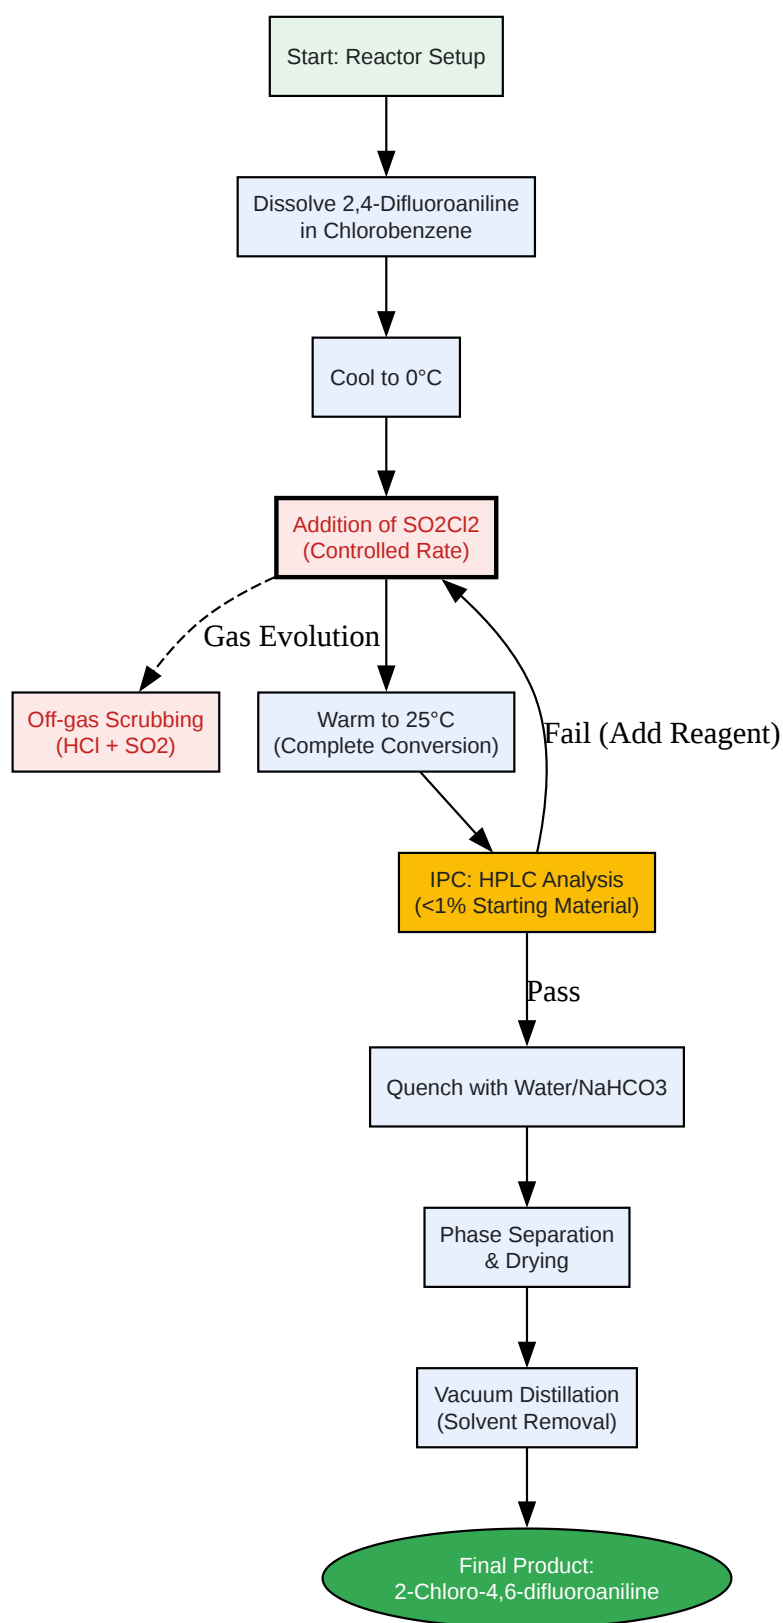 Start: Reactor Setup
Dissolve 2,4-Difluoroaniline
in Chlorobenzene
Cool to 0°C
Addition of SO2Cl2
(Controlled Rate)
Gas Evolution
Off-gas Scrubbing
(HCl + SO2)
Warm to 25°C
(Complete Conversion)
Fail (Add Reagent)
IPC: HPLC Analysis
(<1% Starting Material)
Pass
Quench with Water/NaHCO3
Phase Separation
& Drying
Vacuum Distillation
(Solvent Removal)
Final Product:
2-Chloro-4,6-difluoroaniline